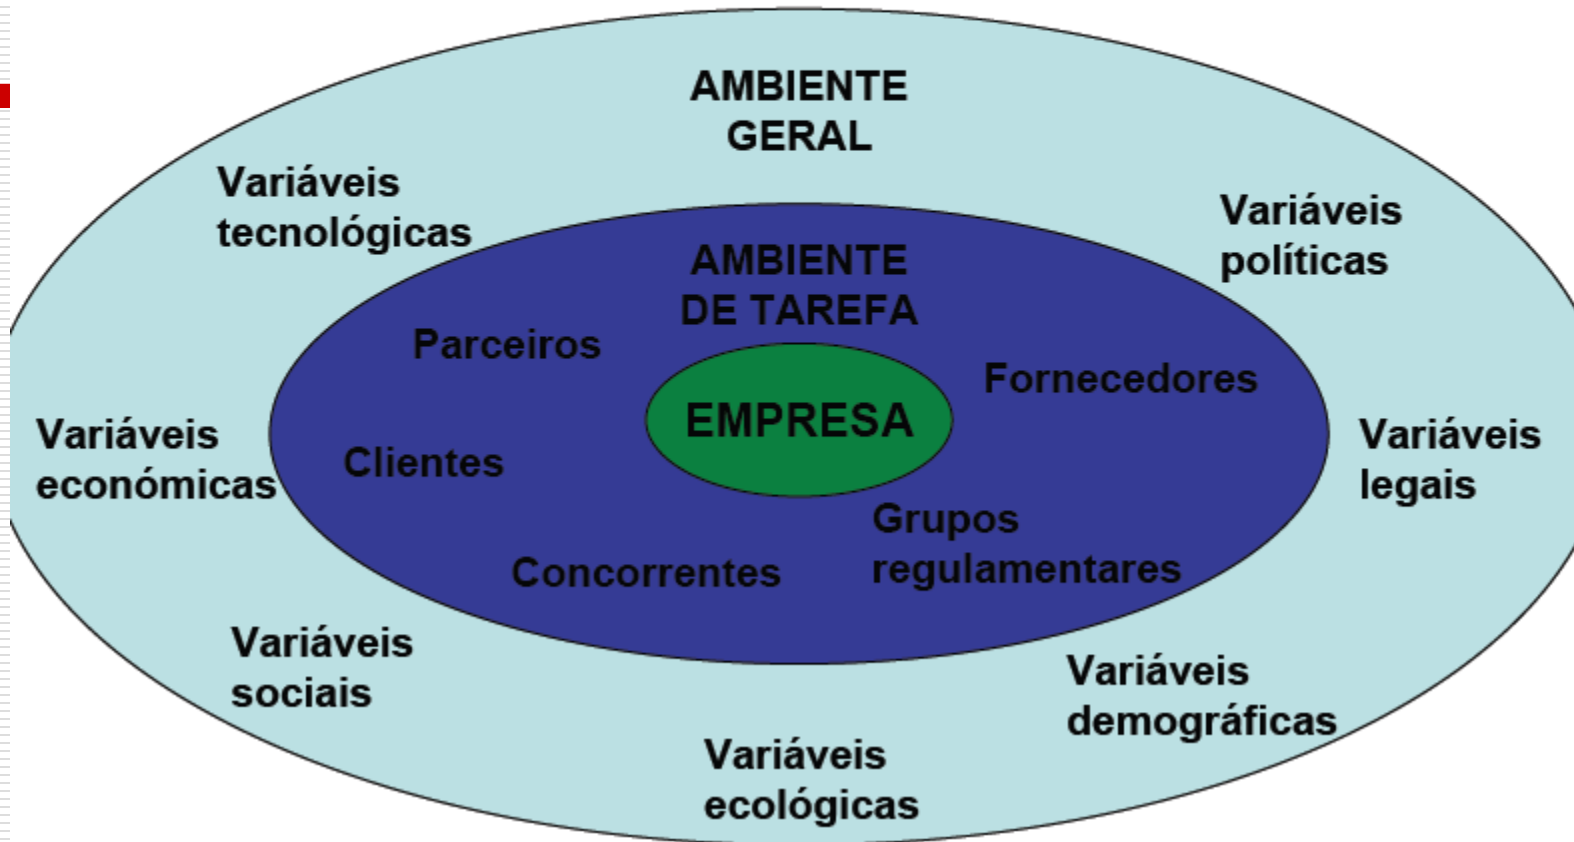 AMBIENTE
GERAL
Variáveis
tecnológicas
Variáveis
políticas
AMBIENTE
DE TAREFA
Parceiros
Fornecedores
EMPRESA
Variáveis
económicas
Clientes
Variáveis
legais
Grupos
regulamentares
Concorrentes
Variáveis
sociais
Variáveis
demográficas
Variáveis
ecológicas